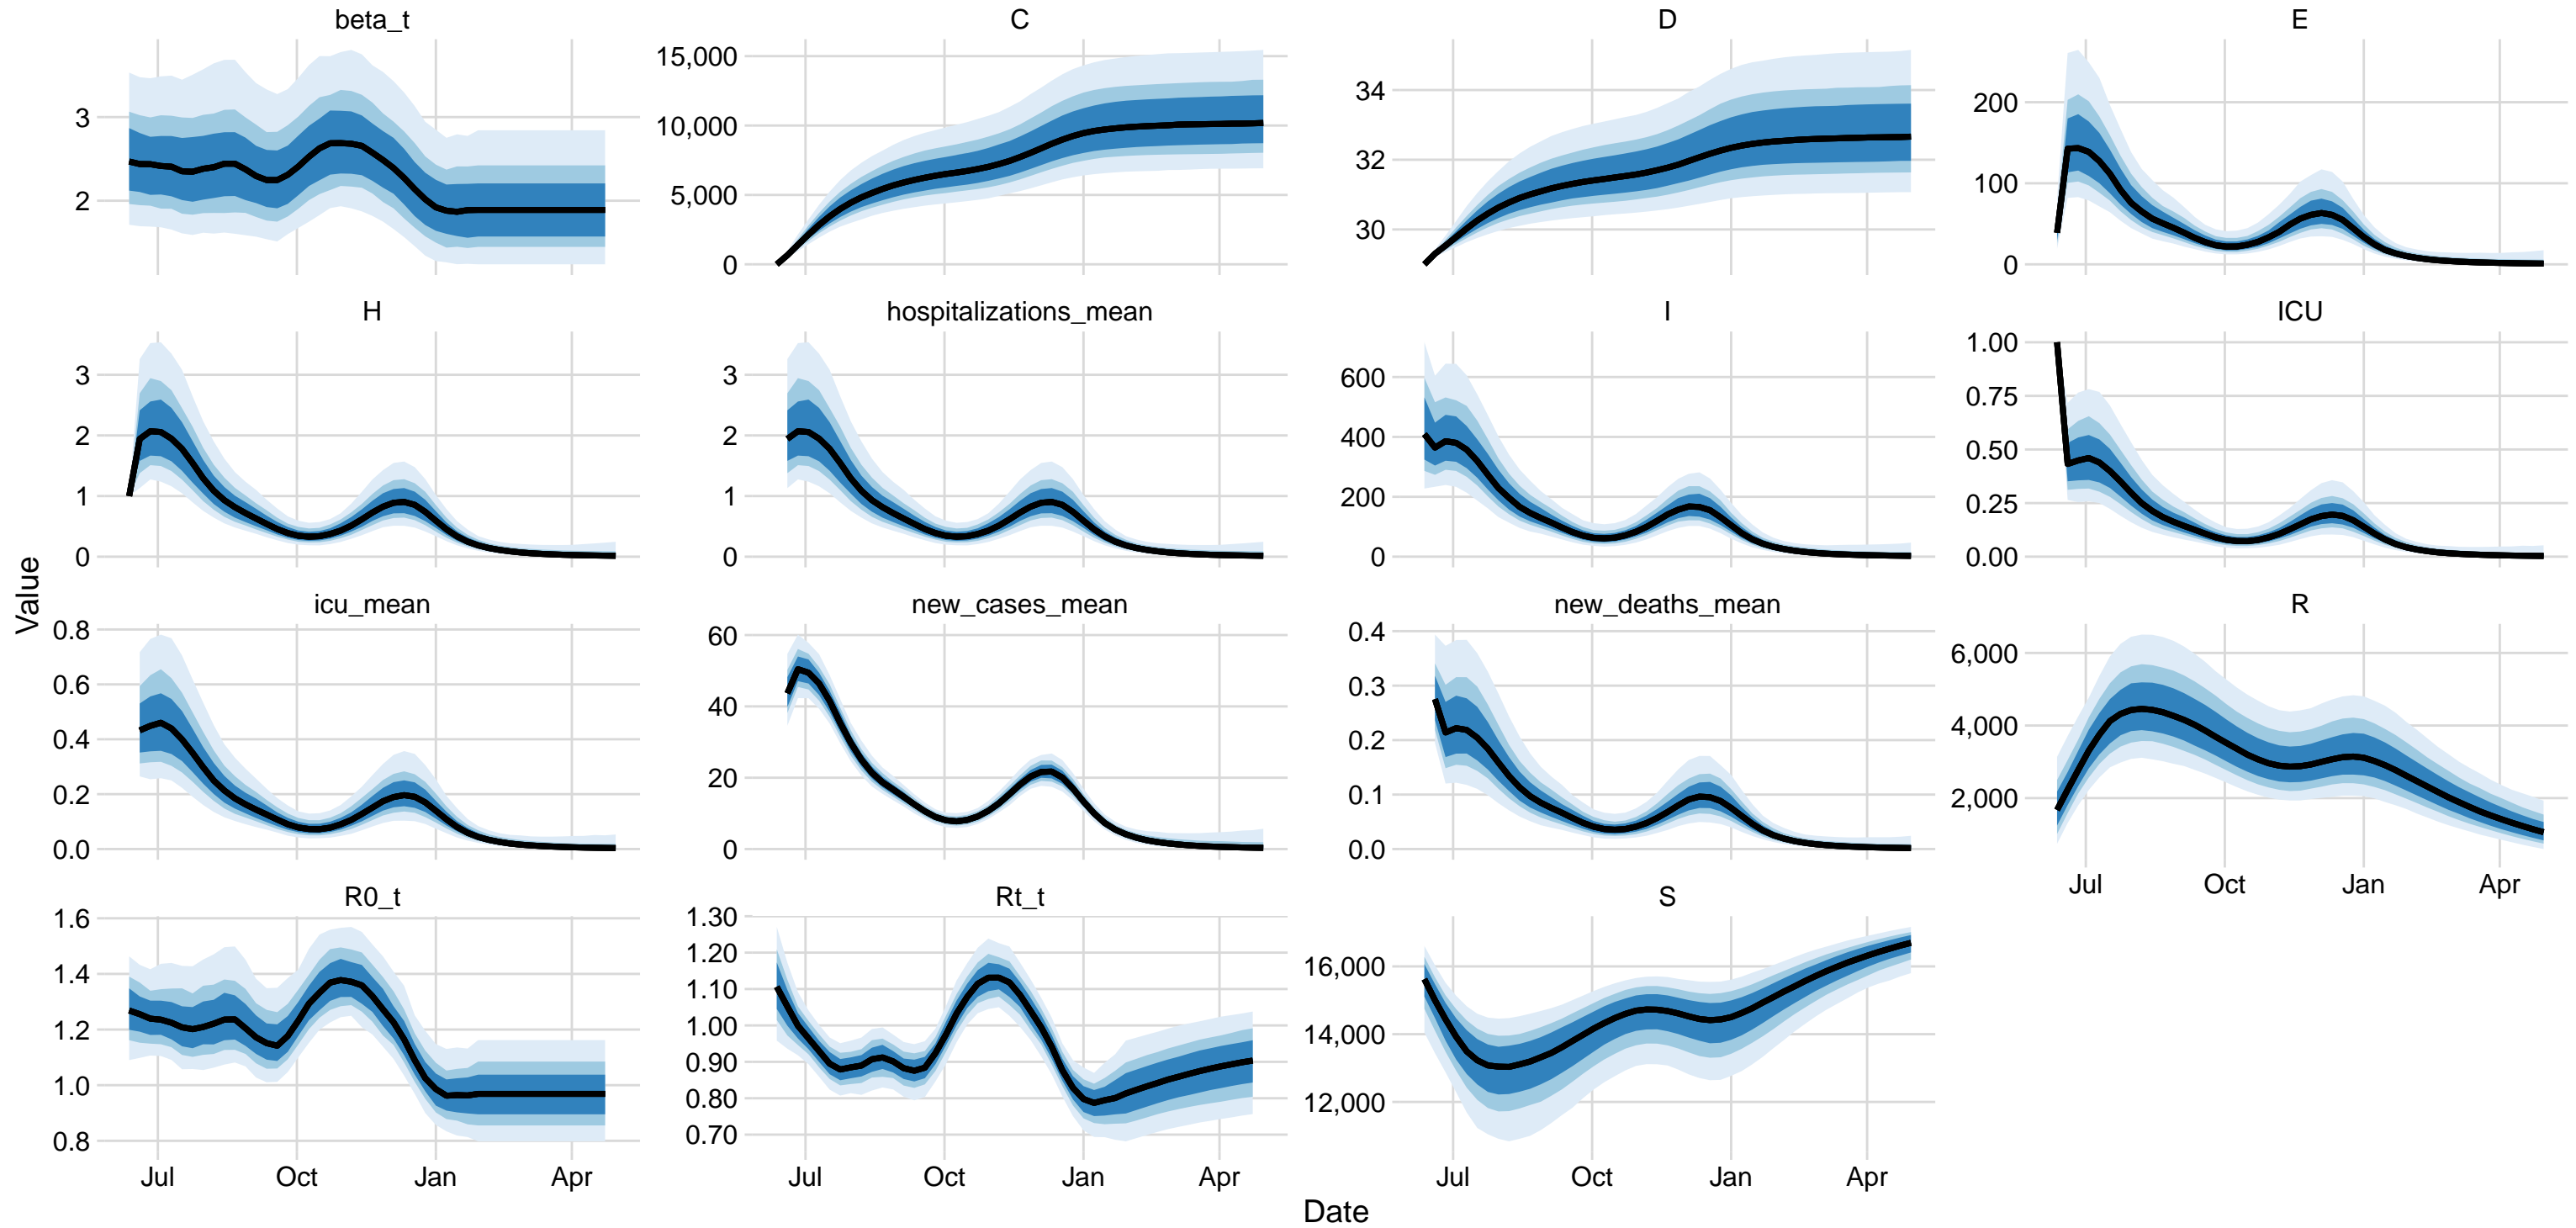 beta_t
C
D
E
3
2
15,000
10,000
5,000
0
34
32
30
200
100
0
H
hospitalizations_mean
I
ICU
3
2
1
0
3
2
1
0
600
400
200
0
1.00
0.75
0.50
0.25
0.00
Value
icu_mean
new_cases_mean
new_deaths_mean
R
0.8
0.6
0.4
0.2
0.0
60
40
20
0
0.4
0.3
0.2
0.1
0.0
6,000
4,000
2,000
Jul Oct Jan Apr
R0_t
Rt_t
S
1.6
1.4
1.2
1.0
0.8
1.30
1.20
1.10
1.00
0.90
0.80
0.70
16,000
14,000
12,000
Jul Oct Jan Apr
Jul Oct Jan Apr
Jul Oct Jan Apr
Date